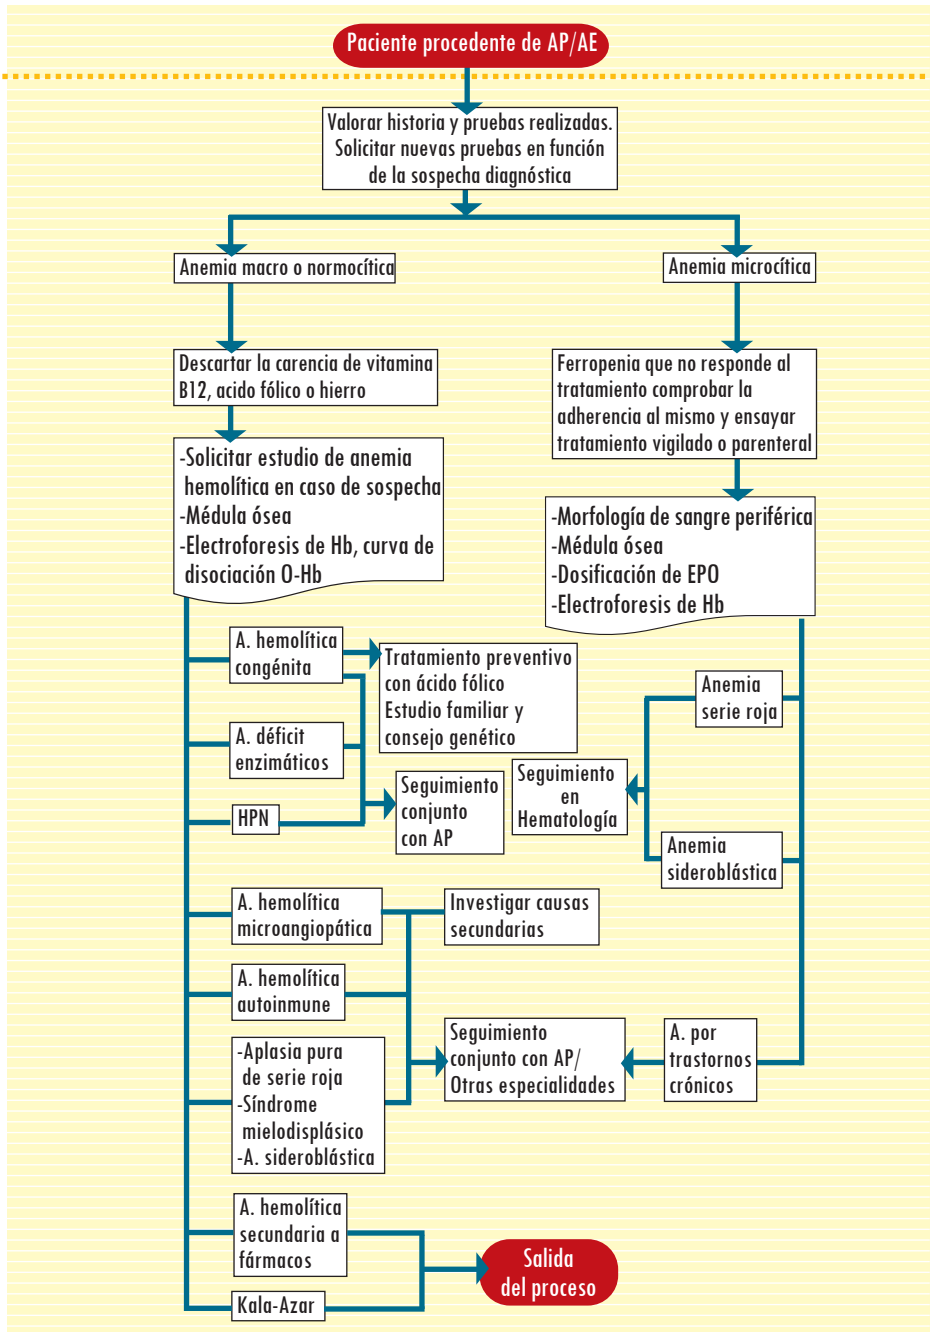 Paciente procedente de AP/AE
Valorar historia y pruebas realizadas.
Solicitar nuevas pruebas en función
de la sospecha diagnóstica
Anemia macro o normocítica
Anemia microcítica
Descartar la carencia de vitamina
B12, acido fólico o hierro
Ferropenia que no responde al
tratamiento comprobar la
adherencia al mismo y ensayar
tratamiento vigilado o parenteral
-Solicitar estudio de anemia
hemolítica en caso de sospecha
-Médula ósea
-Electroforesis de Hb, curva de
disociación O-Hb
-Morfología de sangre periférica
-Médula ósea
-Dosificación de EPO
-Electroforesis de Hb
A. hemolítica
congénita
Tratamiento preventivo
con ácido fólico
Estudio familiar y
consejo genético
Anemia
serie roja
A. déficit
enzimáticos
Seguimiento
conjunto
con AP
Seguimiento
en
Hematología
HPN
Anemia
sideroblástica
A. hemolítica
microangiopática
Investigar causas
secundarias
A. hemolítica
autoinmune
Seguimiento
conjunto con AP/
Otras especialidades
A. por
trastornos
crónicos
-Aplasia pura
de serie roja
-Síndrome
mielodisplásico
-A. sideroblástica
A. hemolítica
secundaria a
fármacos
Salida
del proceso
Kala-Azar